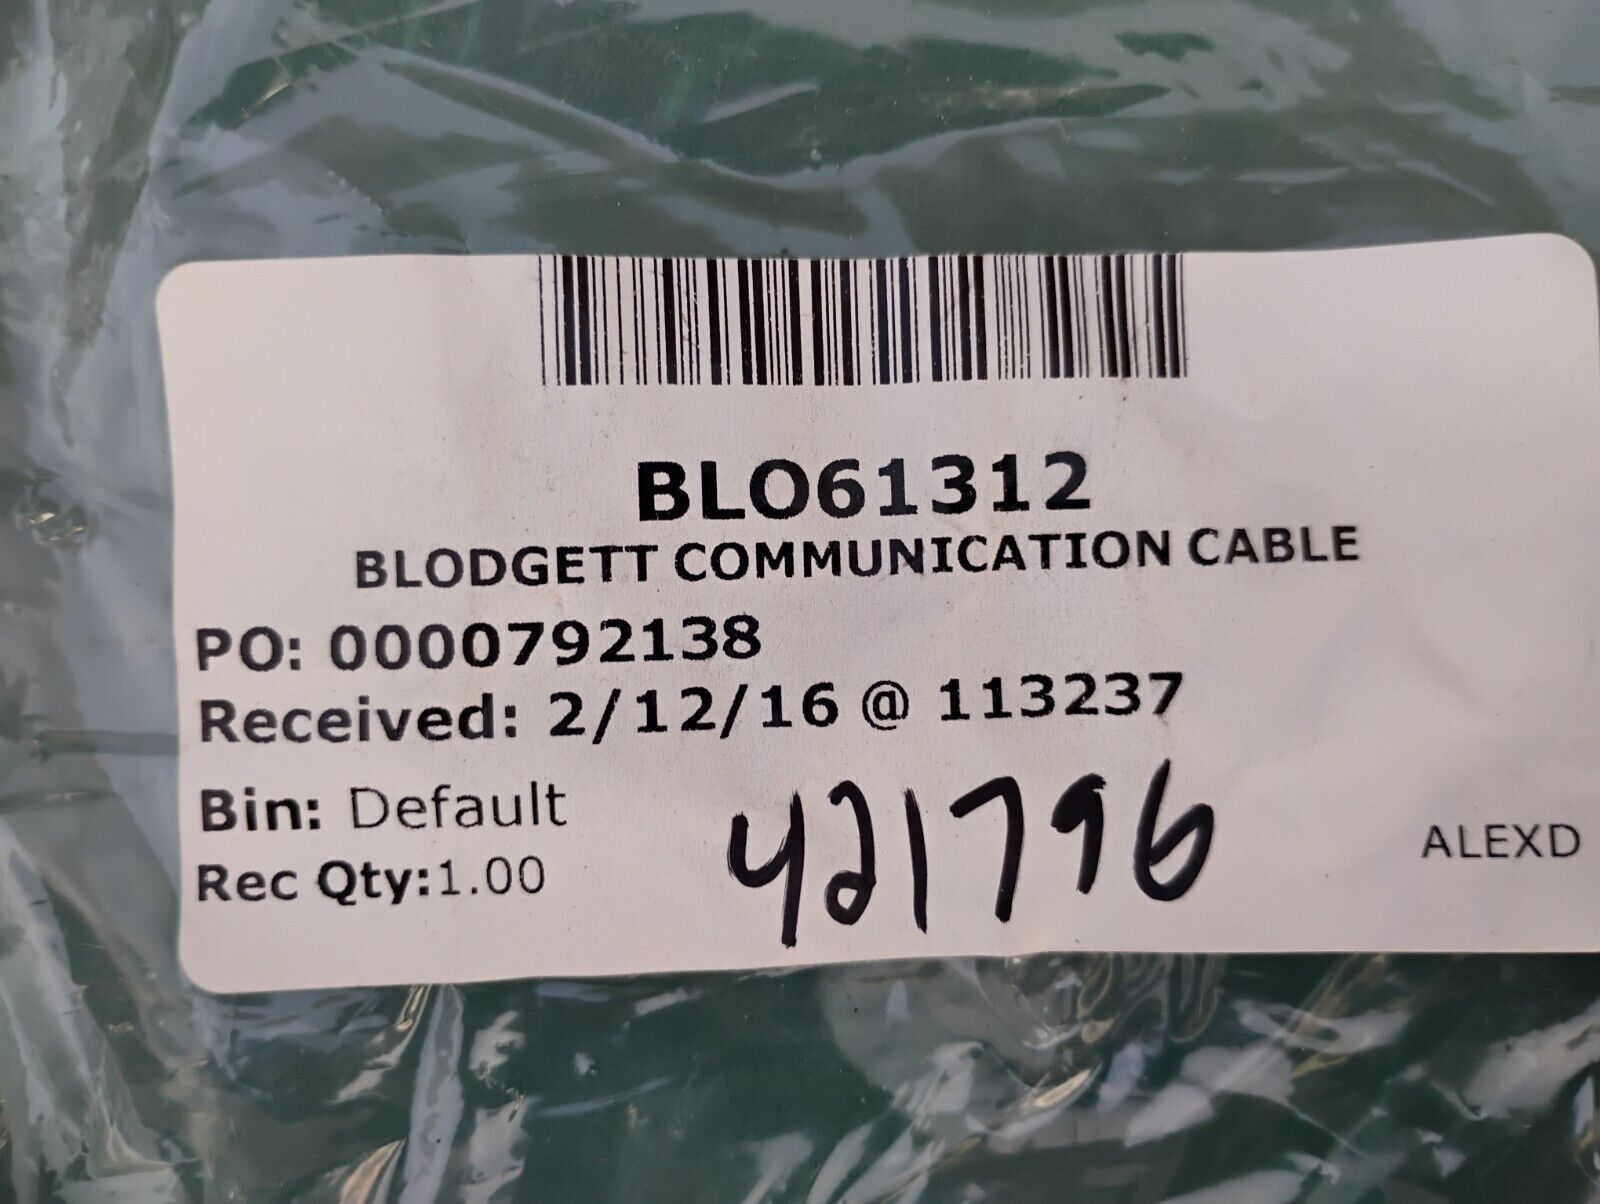 BLO61312
BLODGETT COMMUNICATION CABLE
PO: 0000792138
Received: 2/12/16 @ 113237
Bin: Default
421796
ALEXD
Rec Qty:1.00